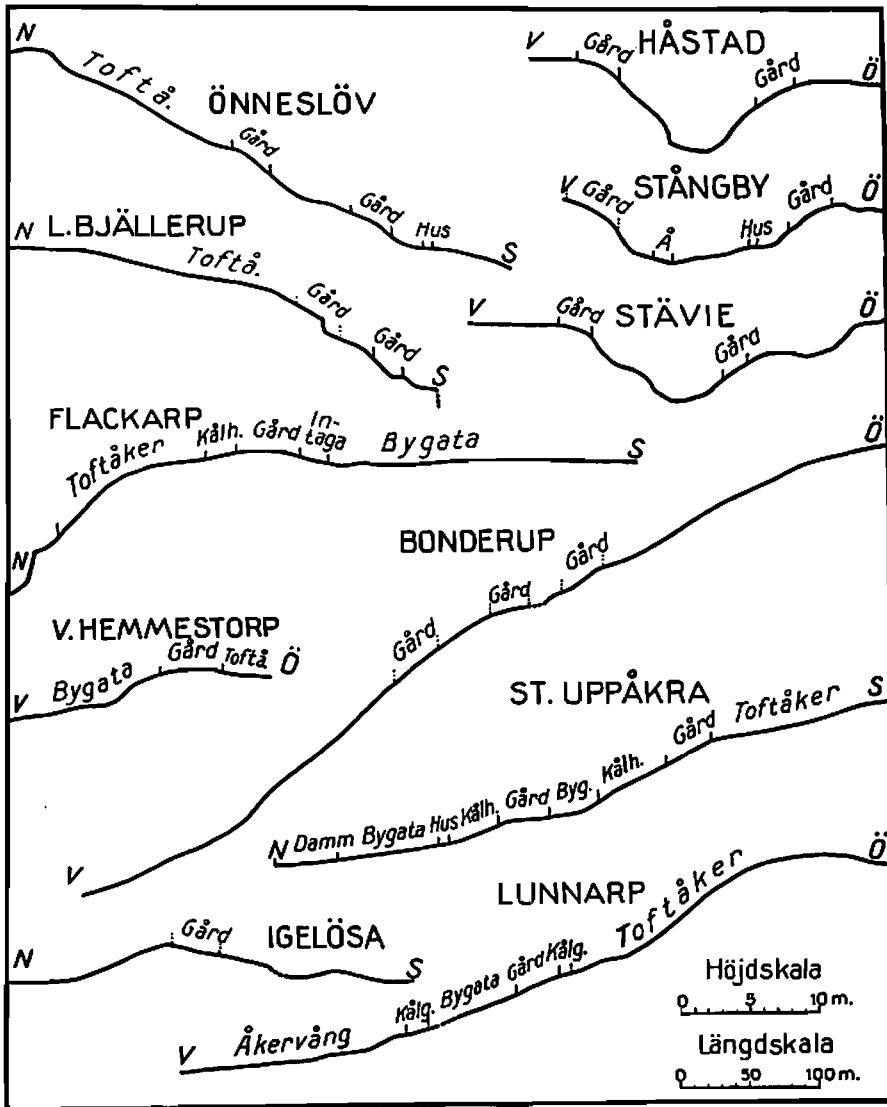 N
Toftå.
ÖNNESLÖV
Gård
Gård
Hus
S
V
Gård
HÅSTAD
Gård
Ö
V
Gård
STÅNGBY
Å
Hus
Gård
Ö
N
L.BJÄLLERUP
Toftå.
Gård
Gård
S
V
Gård
STÄVIE
Gård
Ö
FLACKARP
N
Toftåker
Kålh.
Gård
In-
taga
Bygata
S
BONDERUP
V
Gård
Gård
Gård
Ö
V.HEMMESTORP
V
Bygata
Gård
Toftå.
Ö
ST. UPPÅKRA
N
Damm
Bygata
Hus
Kålh.
Gård
Byg.
Kålh.
Gård
Toftåker
S
IGELÖSA
N
Gård
S
LUNNARP
V
Åkervång
Kålg.
Bygata
Gård
Kålg.
Toftåker
Ö
Höjdskala
0 5 10 m.
Längdskala
0 50 100 m.